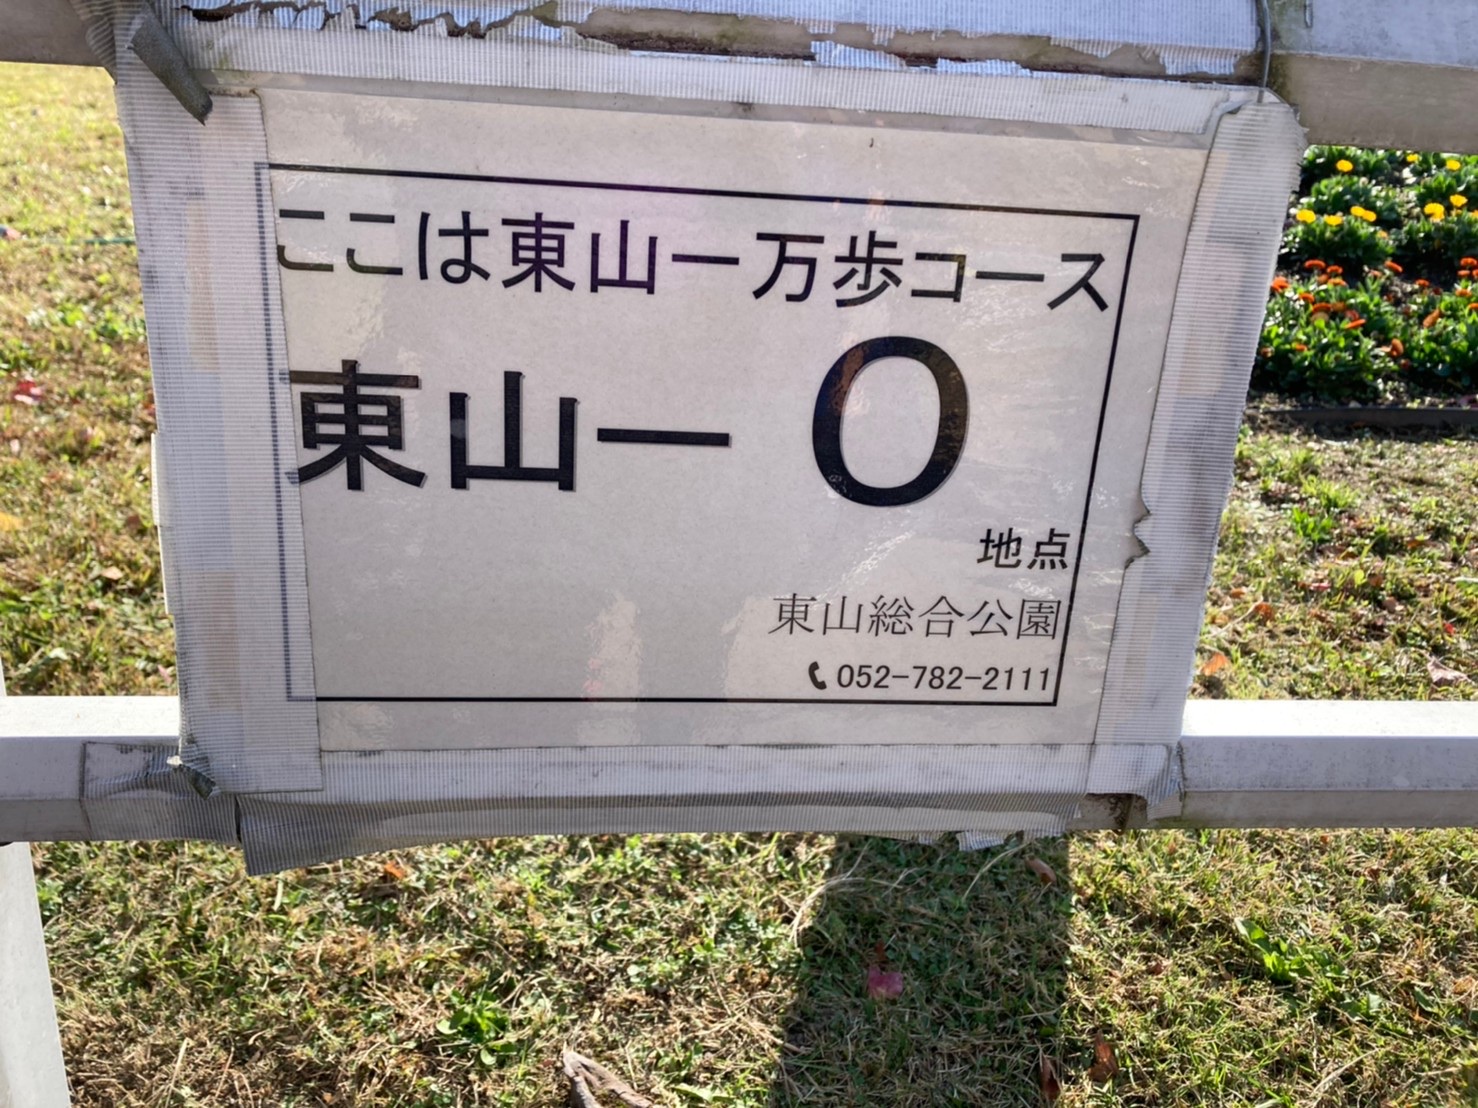 ここは東山一万歩コース
東山ー０
地点
東山総合公園
052-782-2111